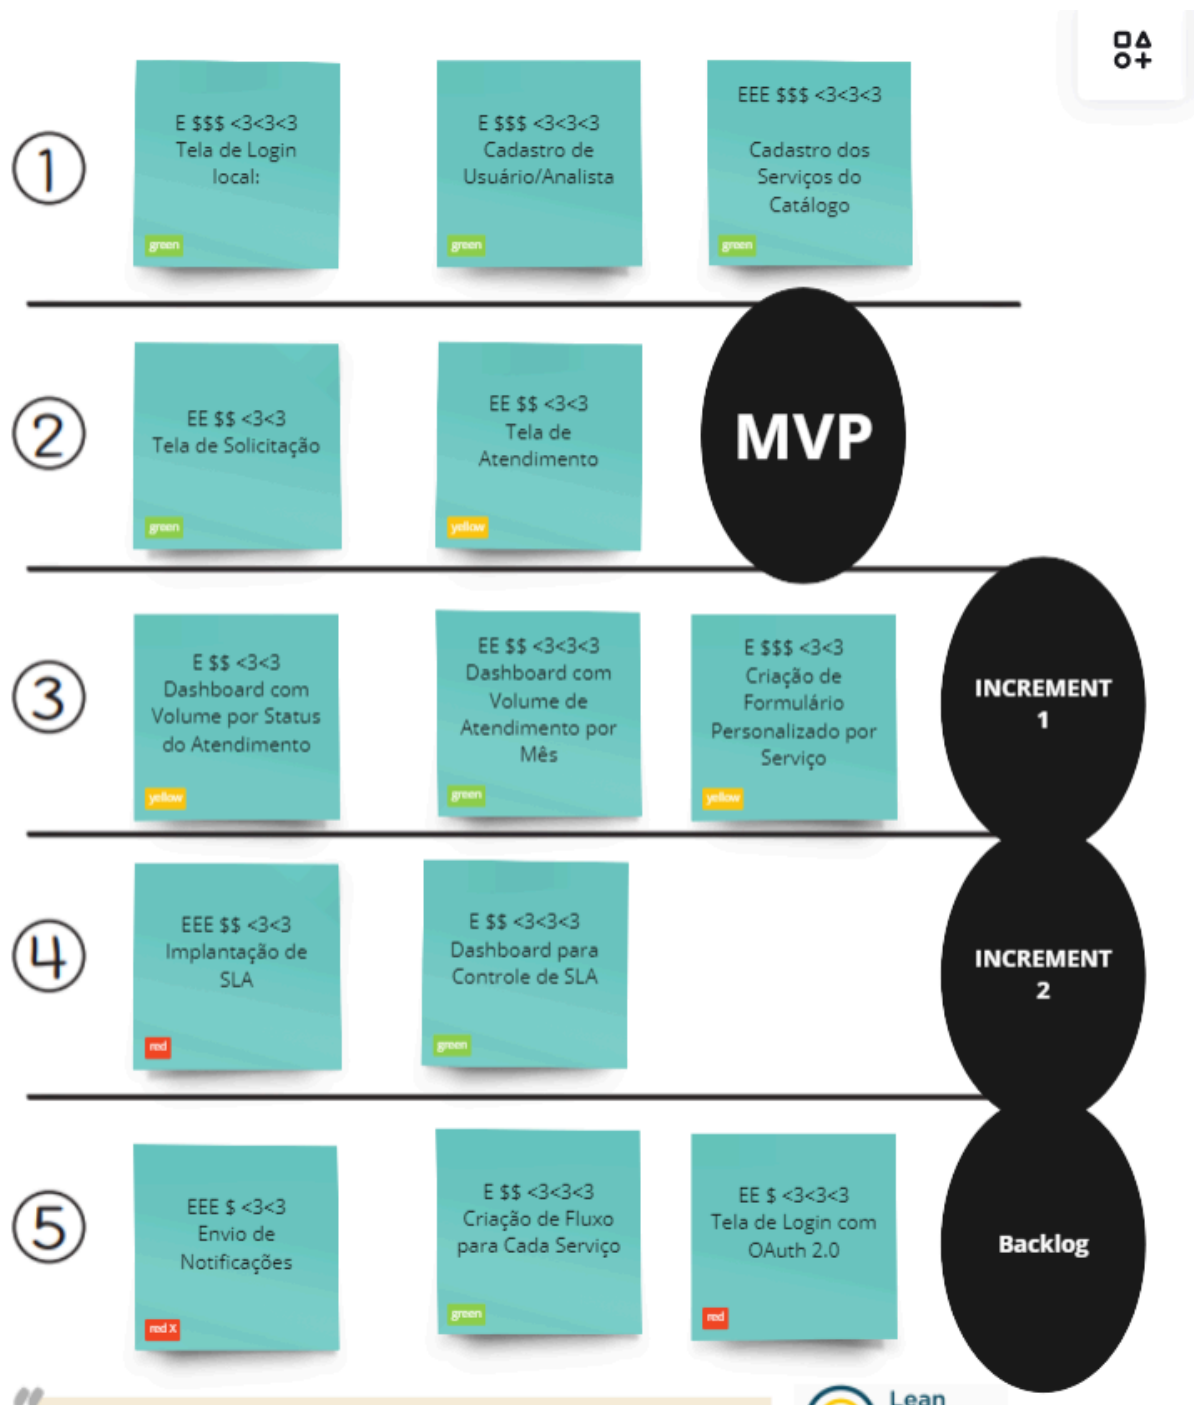 1
E $$$ <3<3<3
Tela de Login
local:
green
E $$$ <3<3<3
Cadastro de
Usuário/Analista
green
EEE $$$ <3<3<3
Cadastro dos
Serviços do
Catálogo
green
2
EE $$ <3<3
Tela de Solicitação
green
EE $$ <3<3
Tela de
Atendimento
yellow
MVP
3
E $$ <3<3
Dashboard com
Volume por Status
do Atendimento
yellow
EE $$ <3<3<3
Dashboard com
Volume de
Atendimento por
Mês
green
E $$$ <3<3
Criação de
Formulário
Personalizado por
Serviço
yellow
INCREMENT
1
4
EEE $$ <3<3
Implantação de
SLA
red
E $$ <3<3<3
Dashboard para
Controle de SLA
green
INCREMENT
2
5
EEE $ <3<3
Envio de
Notificações
red X
E $$ <3<3<3
Criação de Fluxo
para Cada Serviço
green
EE $ <3<3<3
Tela de Login com
OAuth 2.0
red
Backlog
Lean